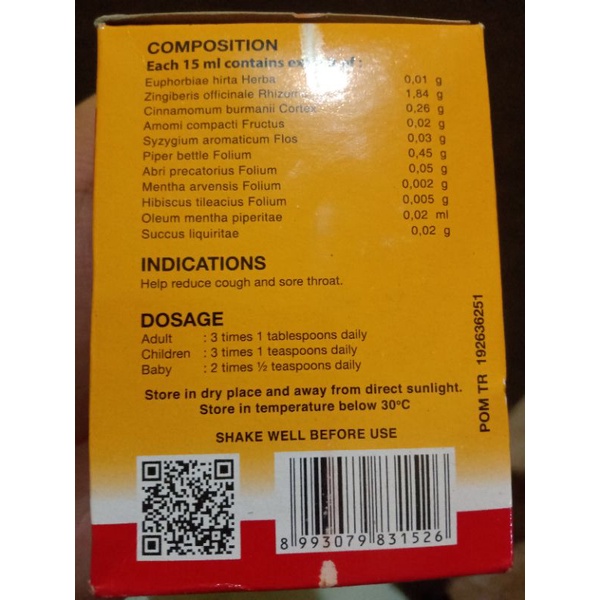 COMPOSITION
Each 15 ml contains of :
Euphorbiae hirta Herba 0,01 g
Zingiberis officinale 1,84 g
Cinnamomum burmanii Cortex 0,26 g
Amomi compacti Fructus 0,02 g
Syzygium aromaticum Flos 0,03 g
Piper bettle Folium 0,45 g
Abri precatorius Folium 0,05 g
Mentha arvensis Folium 0,002 g
Hibiscus tileacius Folium 0,005 g
Oleum mentha piperitae 0,02 ml
Succus liquiritae 0,02 g
INDICATIONS
Help reduce cough and sore throat.
DOSAGE
Adult : 3 times 1 tablespoons daily
Children : 3 times 1 teaspoons daily
Baby : 2 times ½ teaspoons daily
Store in dry place and away from direct sunlight.
Store in temperature below 30°C
SHAKE WELL BEFORE USE
POM TR 192636251
8 993079 831526